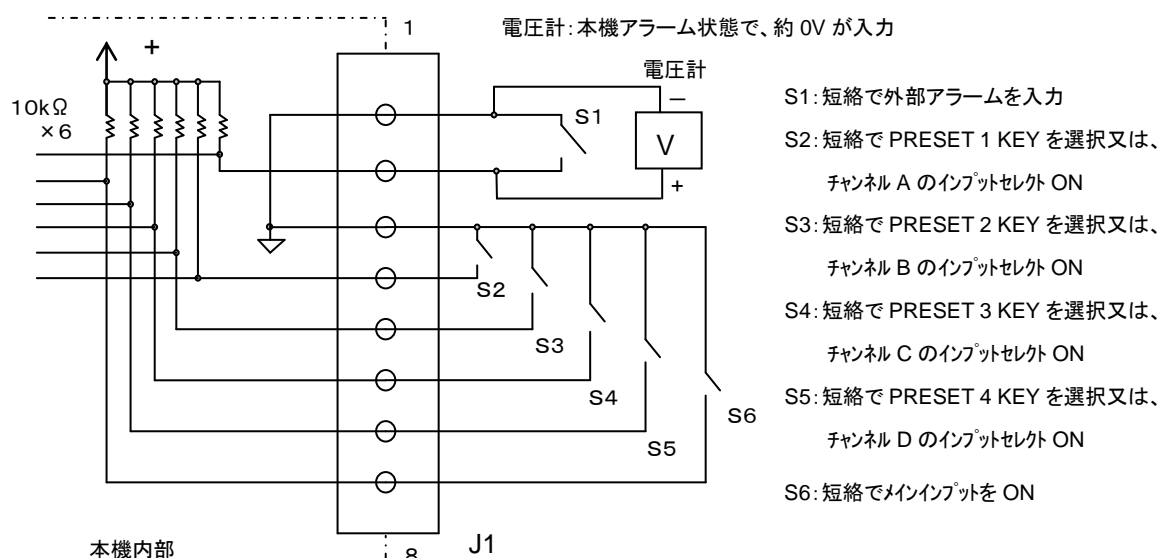 1
電圧計:本機アラーム状態で、約 0V が入力
+
電圧計
10kΩ
×6
−
S1
V
+
S1:短絡で外部アラームを入力
S2:短絡で PRESET 1 KEY を選択又は、
チャンネル A のインプットセレクト ON
S3:短絡で PRESET 2 KEY を選択又は、
チャンネル B のインプットセレクト ON
S4:短絡で PRESET 3 KEY を選択又は、
チャンネル C のインプットセレクト ON
S5:短絡で PRESET 4 KEY を選択又は、
チャンネル D のインプットセレクト ON
S6:短絡でメインインプットを ON
S2
S3
S4
S5
S6
本機内部
8
J1